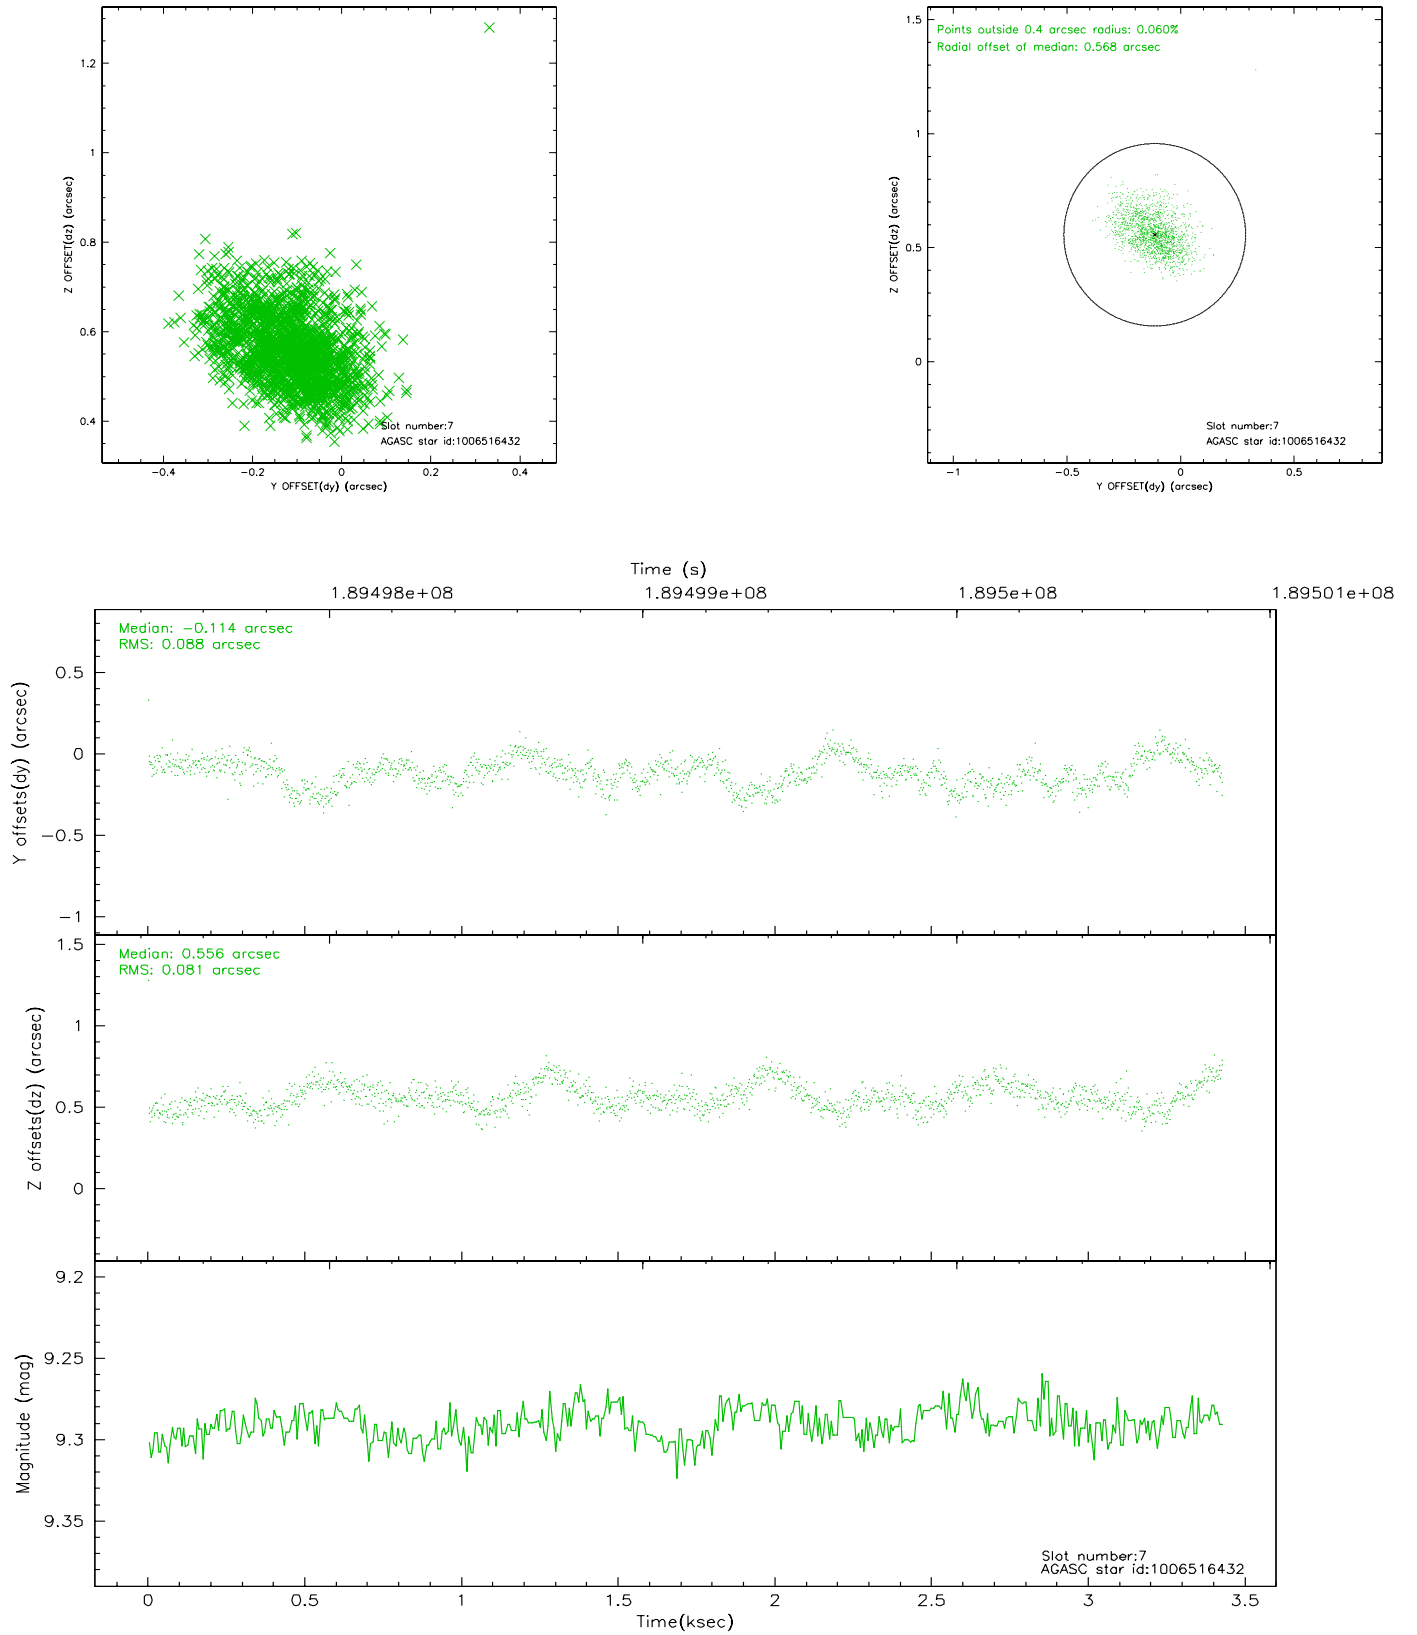 1.2
1
0.8
0.6
0.4
−0.4
−0.2
0
0.2
0.4
Z OFFSET(dz) (arcsec)
Y OFFSET(dy) (arcsec)
Slot number:7
AGASC star id:1006516432
Points outside 0.4 arcsec radius: 0.060%
Radial offset of median: 0.568 arcsec
1.5
1
0.5
0
−1
−0.5
0
0.5
Z OFFSET(dz) (arcsec)
Y OFFSET(dy) (arcsec)
Slot number:7
AGASC star id:1006516432
Time (s)
1.89498e+08
1.89499e+08
1.895e+08
1.89501e+08
Median: −0.114 arcsec
RMS: 0.088 arcsec
0.5
0
−0.5
−1
Y offsets(dy) (arcsec)
Median: 0.556 arcsec
RMS: 0.081 arcsec
1.5
1
0.5
0
Z offsets(dz) (arcsec)
9.2
9.25
9.3
9.35
Magnitude (mag)
Slot number:7
AGASC star id:1006516432
0
0.5
1
1.5
2
2.5
3
3.5
Time(ksec)